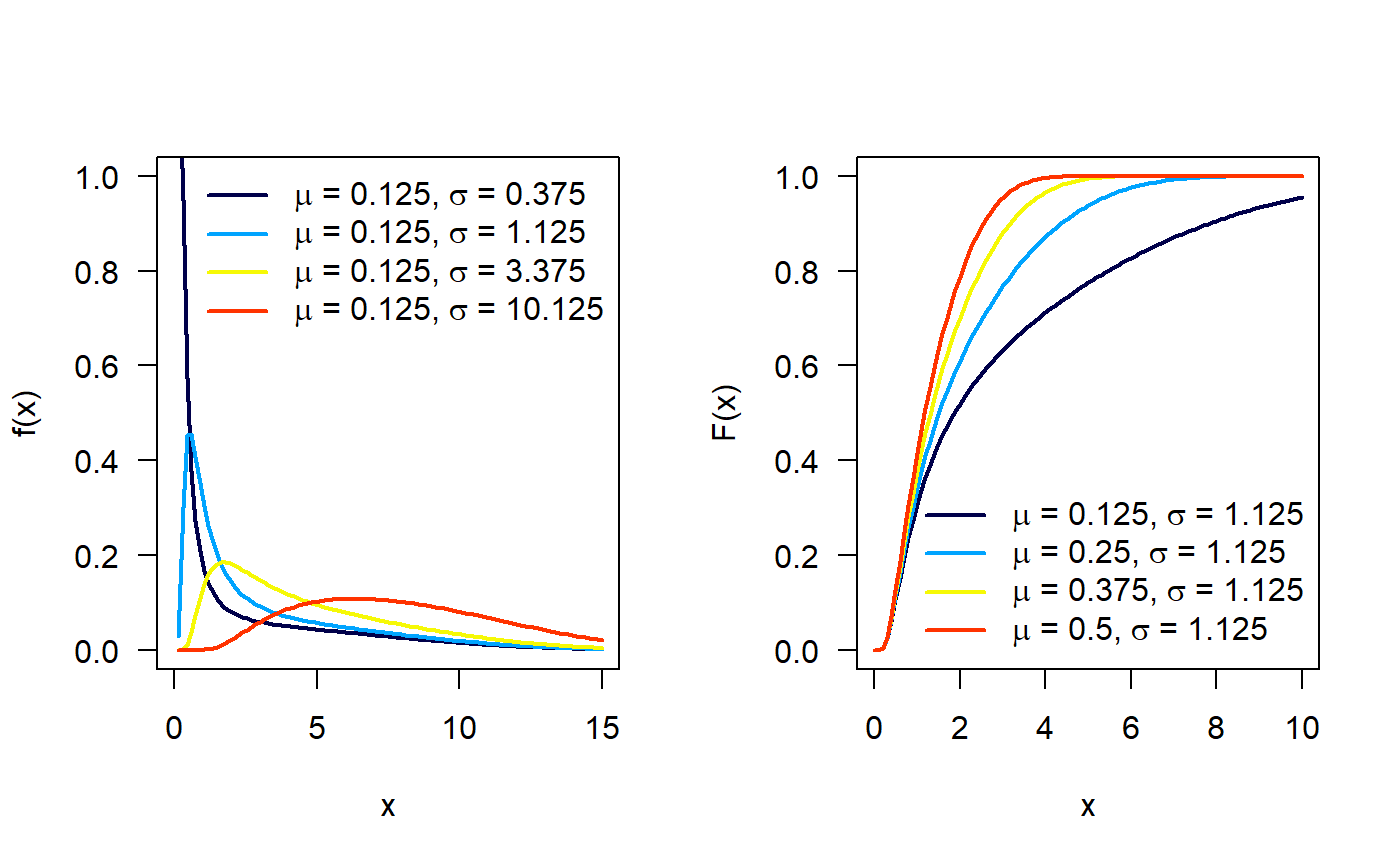 f(x)
1.0
0.8
0.6
0.4
0.2
0.0
μ = 0.125, σ = 0.375
μ = 0.125, σ = 1.125
μ = 0.125, σ = 3.375
μ = 0.125, σ = 10.125
0 5 10 15
x
F(x)
1.0
0.8
0.6
0.4
0.2
0.0
μ = 0.125, σ = 1.125
μ = 0.25, σ = 1.125
μ = 0.375, σ = 1.125
μ = 0.5, σ = 1.125
0 2 4 6 8 10
x